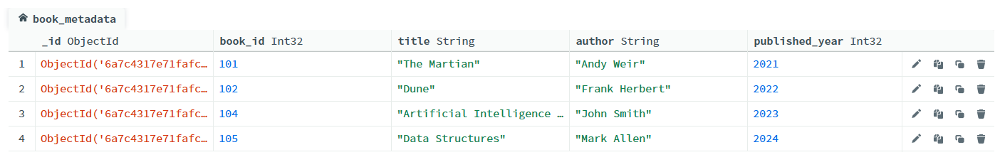 book_metadata
_id ObjectId book_id Int32 title String author String published_year Int32
1 ObjectId('6a7c4317e71fafc… 101 "The Martian" "Andy Weir" 2021
2 ObjectId('6a7c4317e71fafc… 102 "Dune" "Frank Herbert" 2022
3 ObjectId('6a7c4317e71fafc… 104 "Artificial Intelligence … "John Smith" 2023
4 ObjectId('6a7c4317e71fafc… 105 "Data Structures" "Mark Allen" 2024